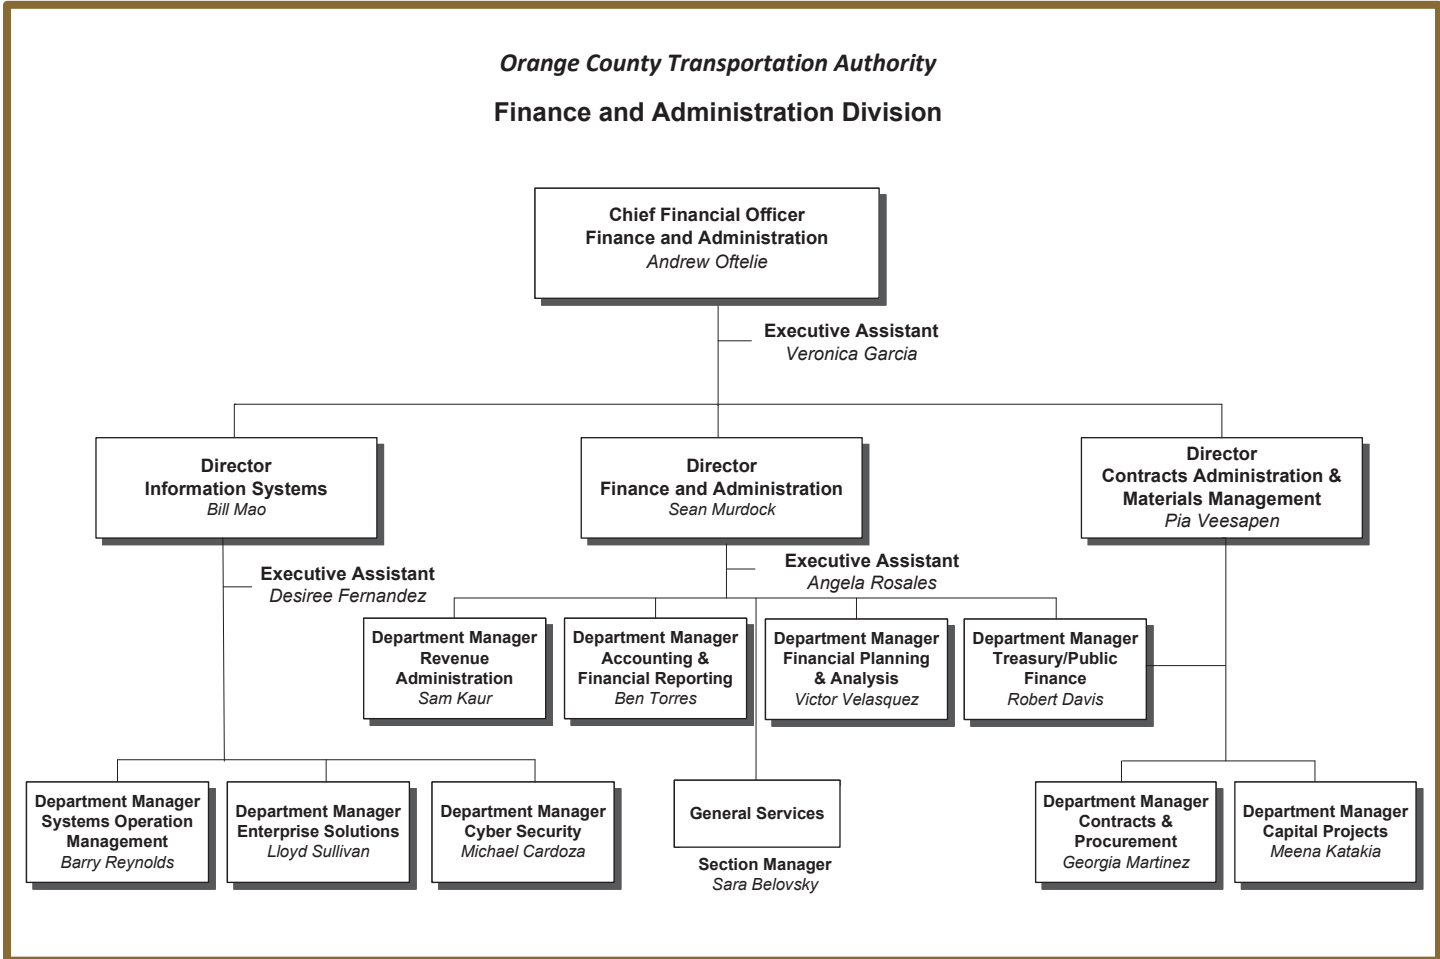 Orange County Transportation Authority
Finance and Administration Division
Chief Financial Officer
Finance and Administration
Andrew Oftelie
Executive Assistant
Veronica Garcia
Director
Information Systems
Bill Mao
Director
Finance and Administration
Sean Murdock
Director
Contracts Administration &
Materials Management
Pia Veesapen
Executive Assistant
Desiree Fernandez
Executive Assistant
Angela Rosales
Department Manager
Revenue
Administration
Sam Kaur
Department Manager
Accounting &
Financial Reporting
Ben Torres
Department Manager
Financial Planning
& Analysis
Victor Velasquez
Department Manager
Treasury/Public
Finance
Robert Davis
Department Manager
Systems Operation
Management
Barry Reynolds
Department Manager
Enterprise Solutions
Lloyd Sullivan
Department Manager
Cyber Security
Michael Cardoza
General Services
Section Manager
Sara Belovsky
Department Manager
Contracts &
Procurement
Georgia Martinez
Department Manager
Capital Projects
Meena Katakia